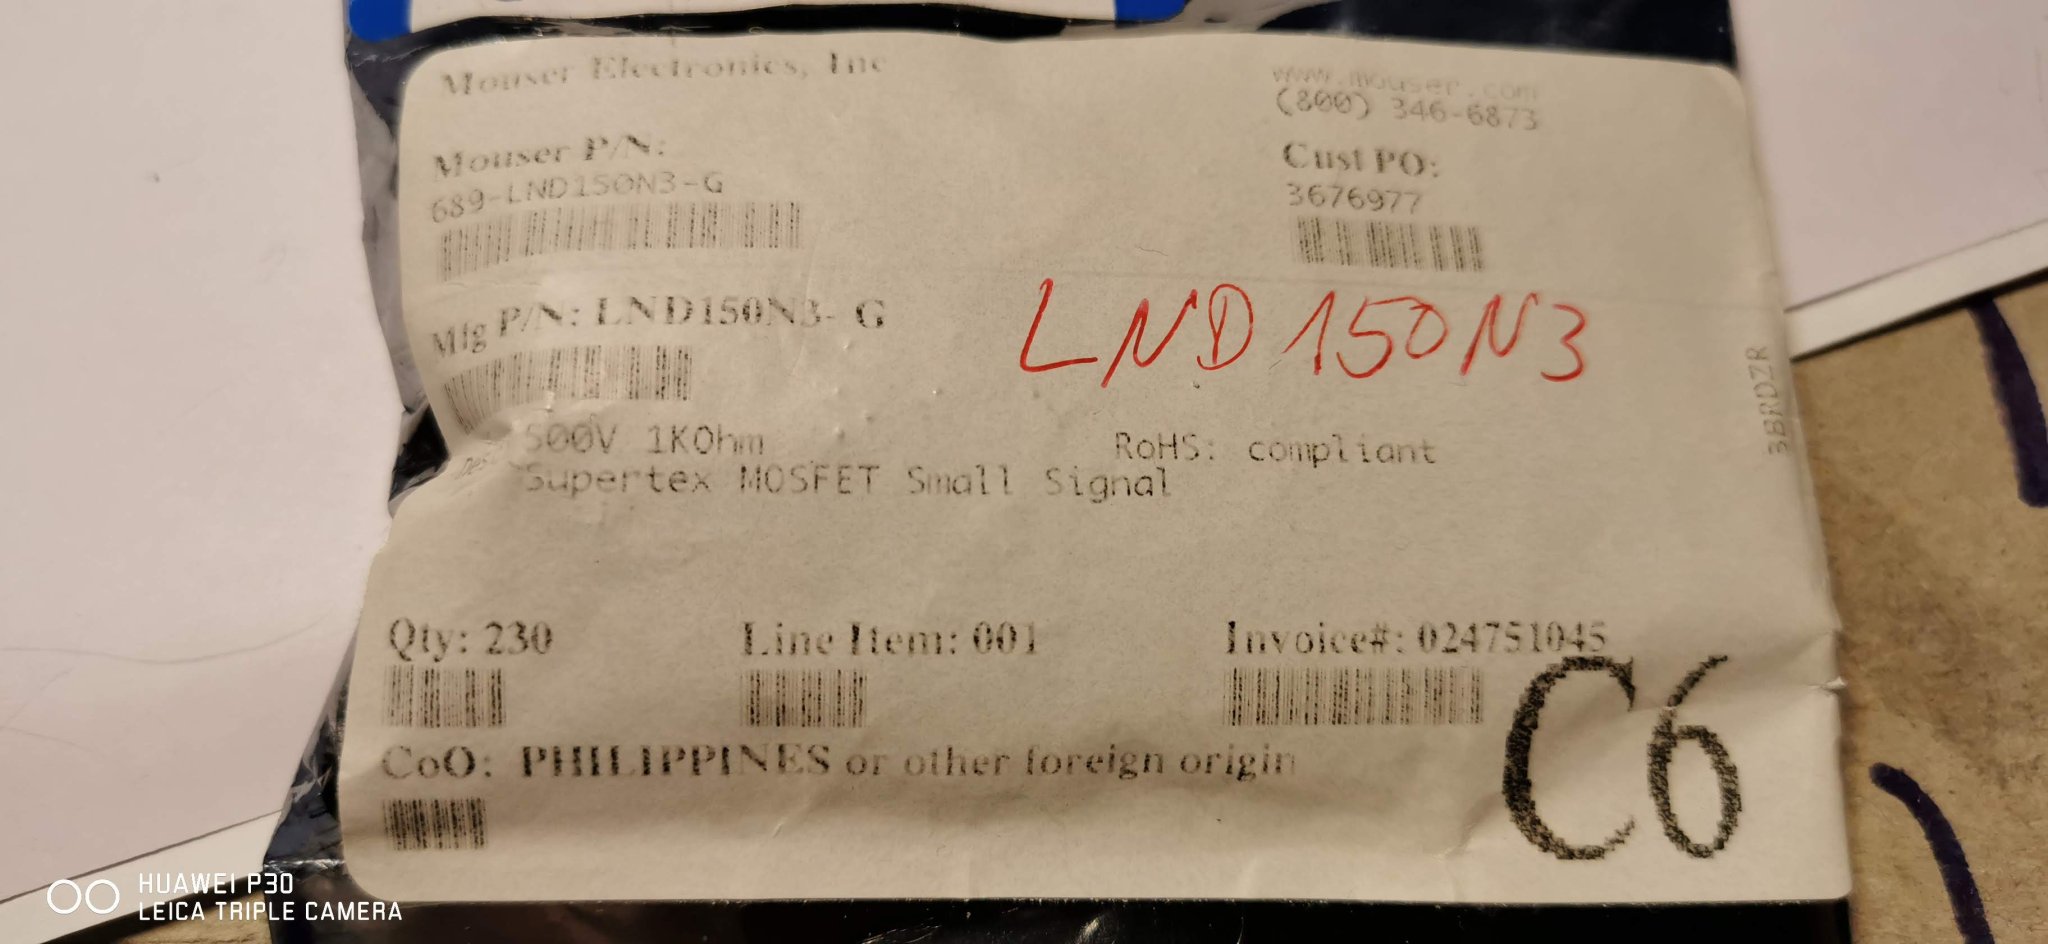 Mouser Electronics, Inc
www.mouser.com
(800) 346-6873
Mouser P/N:
689-LND150N3-G
Cust PO:
3676977
Mfg P/N: LND150N3- G
LND150N3
3BRDZR
500V 1KOhm
RoHS: compliant
Supertex MOSFET Small Signal
Qty: 230
Line Item: 001
Invoice#: 024751045
C6
CoO: PHILIPPINES or other foreign origin
HUAWEI P30
LEICA TRIPLE CAMERA